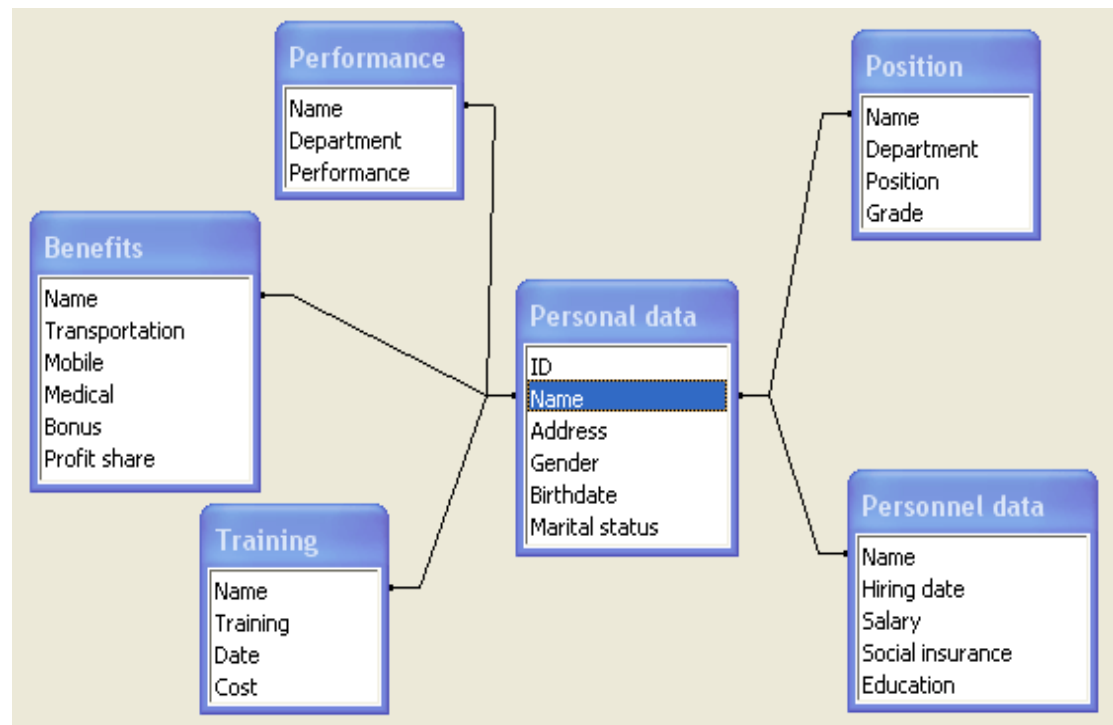 Performance
Name
Department
Performance
Position
Name
Department
Position
Grade
Benefits
Name
Transportation
Mobile
Medical
Bonus
Profit share
Personal data
ID
Name
Address
Gender
Birthdate
Marital status
Training
Name
Training
Date
Cost
Personnel data
Name
Hiring date
Salary
Social insurance
Education